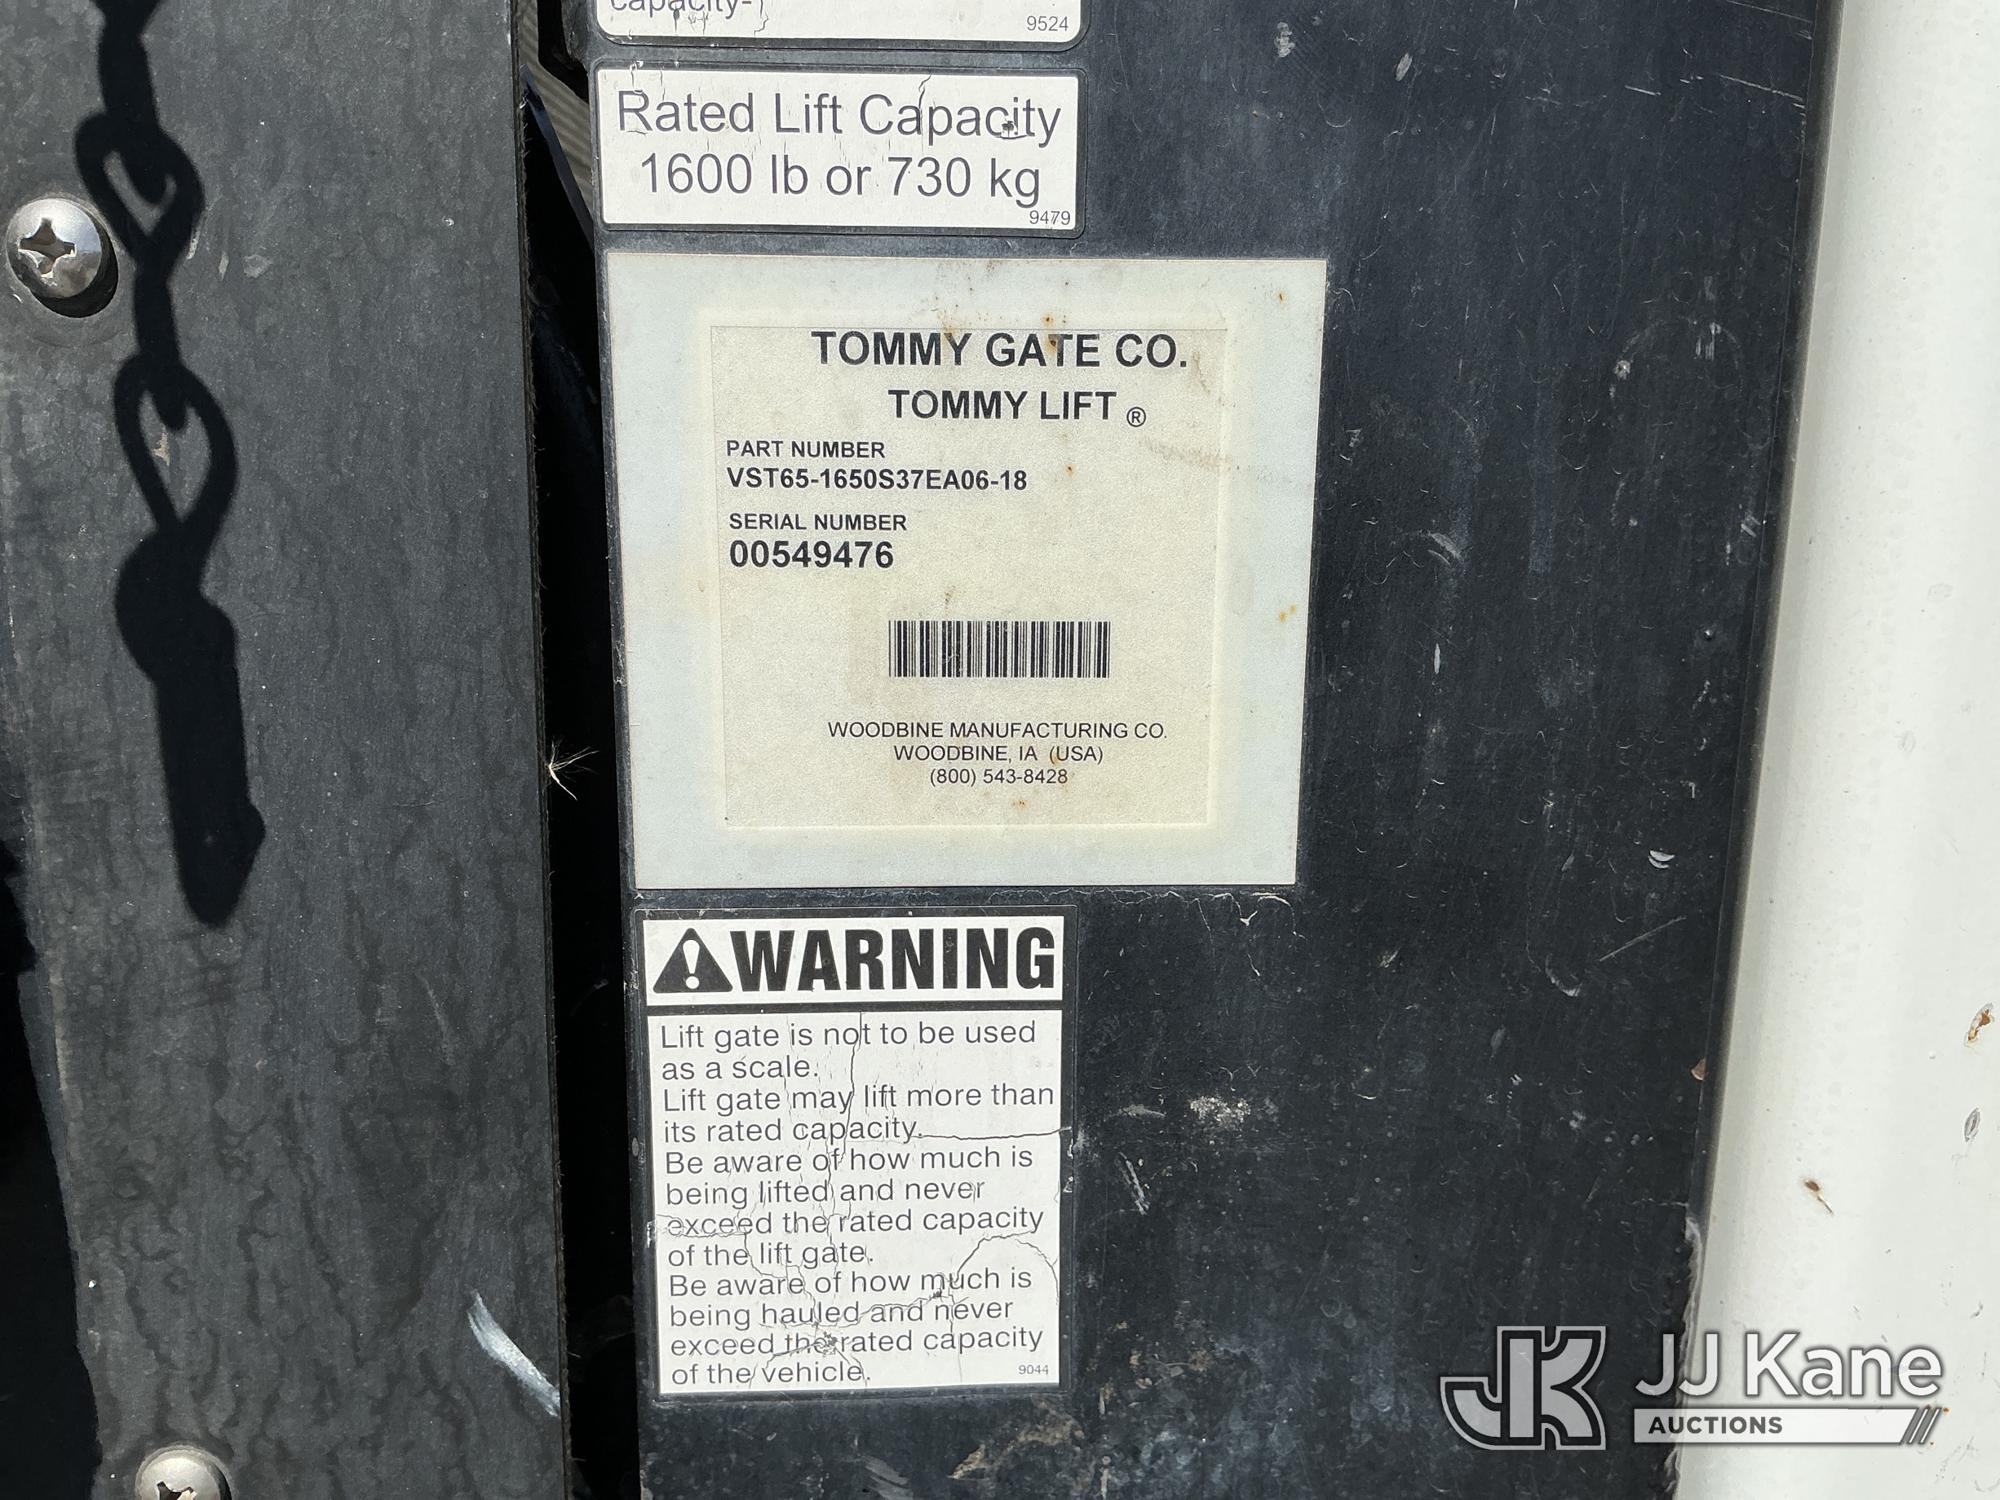 capacity-
9524
Rated Lift Capacity
1600 lb or 730 kg
9479
TOMMY GATE CO.
TOMMY LIFT ®
PART NUMBER
VST65-1650S37EA06-18
SERIAL NUMBER
00549476
WOODBINE MANUFACTURING CO.
WOODBINE, IA (USA)
(800) 543-8428
WARNING
Lift gate is not to be used
as a scale.
Lift gate may lift more than
its rated capacity.
Be aware of how much is
being lifted and never
exceed the rated capacity
of the lift gate.
Be aware of how much is
being hauled and never
exceed the rated capacity
of the vehicle.
9044
JK JJ Kane
AUCTIONS